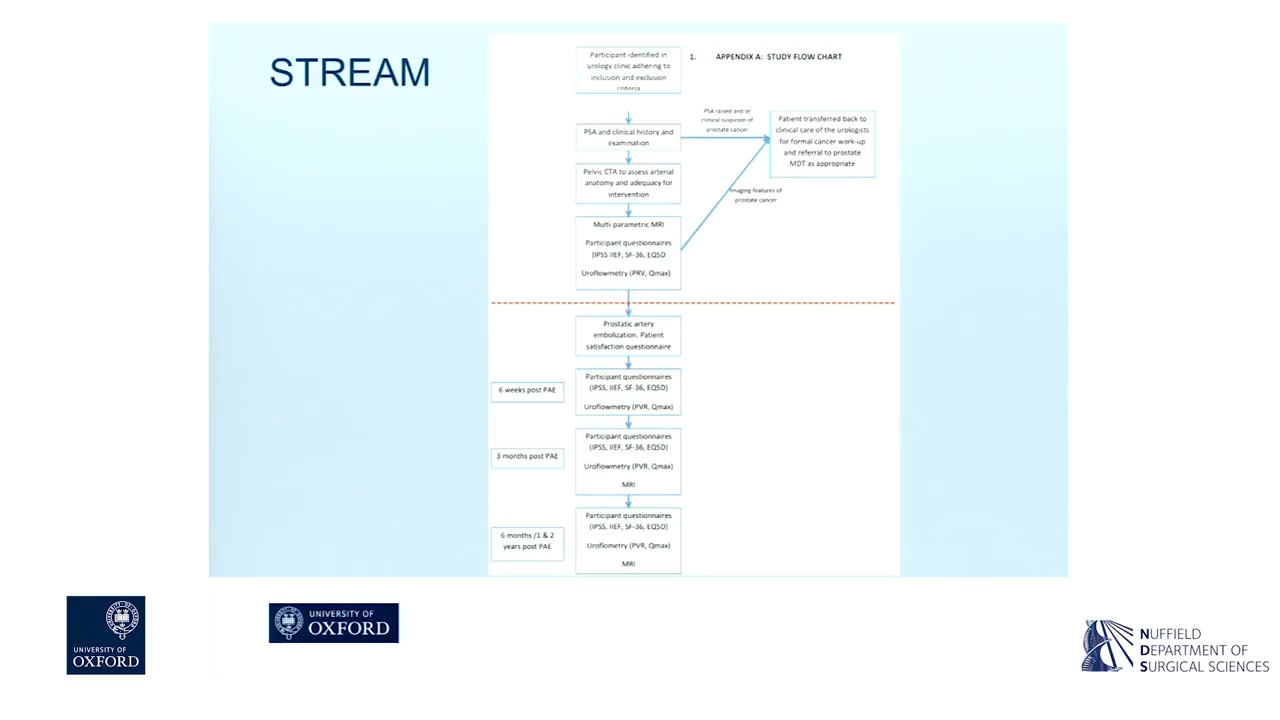 STREAM
1. APPENDIX A: STUDY FLOW CHART
Participant identified in
urology clinic adhering to
inclusion and exclusion
criteria
PSA and clinical history and
examination
PSA raised and or
clinical suspicion of
prostate cancer
Patient transferred back to
clinical care of the urologists
for formal cancer work-up
and referral to prostate
MDT as appropriate
Pelvic CTA to assess arterial
anatomy and adequacy for
intervention
Imaging features of
prostate cancer
Multi-parametric MRI
Participant questionnaires
(IPSS IIEF, SF-36, EQ5D
Uroflowmetry (PRV, Qmax)
Prostatic artery
embolization. Patient
satisfaction questionnaire
6 weeks post PAE
Participant questionnaires
(IPSS, IIEF, SF-36, EQ5D)
Uroflowmetry (PVR, Qmax)
3 months post PAE
Participant questionnaires
(IPSS, IIEF, SF-36, EQ5D)
Uroflowmetry (PVR, Qmax)
MRI
6 months /1 & 2
years post PAE
Participant questionnaires
(IPSS, IIEF, SF-36, EQ5D)
Uroflometry (PVR, Qmax)
MRI
UNIVERSITY OF
OXFORD
UNIVERSITY OF
OXFORD
NUFFIELD
DEPARTMENT OF
SURGICAL SCIENCES